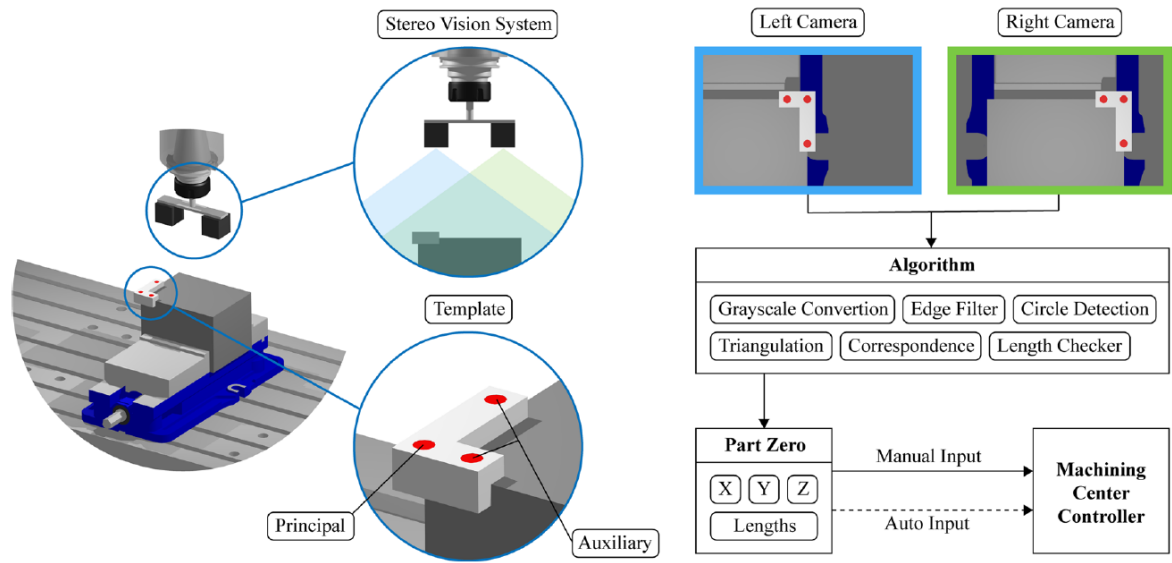 Stereo Vision System
Template
Principal
Auxiliary
Left Camera
Right Camera
Algorithm
Grayscale Convertion
Edge Filter
Circle Detection
Triangulation
Correspondence
Length Checker
Part Zero
X
Y
Z
Lengths
Manual Input
Auto Input
Machining
Center
Controller